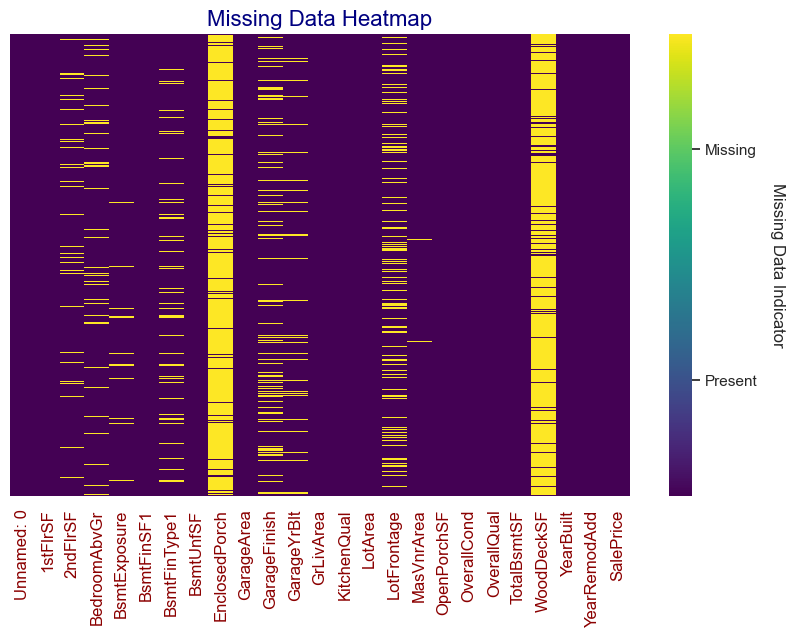 Missing Data Heatmap
Missing
Present
Missing Data Indicator
Unnamed: 0
1stFlrSF
2ndFlrSF
BedroomAbvGr
BsmtExposure
BsmtFinSF1
BsmtFinType1
BsmtUnfSF
EnclosedPorch
GarageArea
GarageFinish
GarageYrBlt
GrLivArea
KitchenQual
LotArea
LotFrontage
MasVnrArea
OpenPorchSF
OverallCond
OverallQual
TotalBsmtSF
WoodDeckSF
YearBuilt
YearRemodAdd
SalePrice